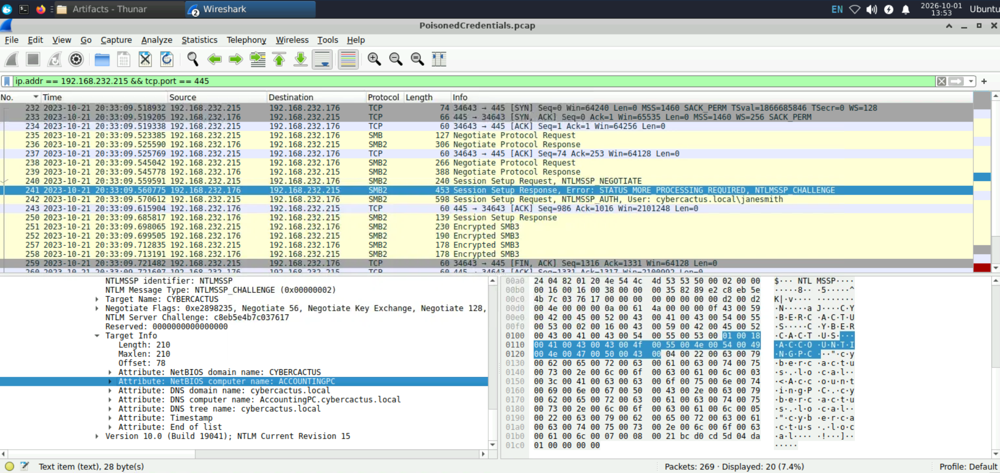 Artifacts - Thunar
2 Wireshark
EN 2026-10-01 13:53 Ubuntu
PoisonedCredentials.pcap
File Edit View Go Capture Analyze Statistics Telephony Wireless Tools Help
ip.addr == 192.168.232.215 && tcp.port == 445
No. Time Source Destination Protocol Length Info
232 2023-10-21 20:33:09.518932 192.168.232.215 192.168.232.176 TCP 74 34643 → 445 [SYN] Seq=0 Win=64240 Len=0 MSS=1460 SACK_PERM TSval=1866685846 TSecr=0 WS=128
233 2023-10-21 20:33:09.519205 192.168.232.176 192.168.232.215 TCP 66 445 → 34643 [SYN, ACK] Seq=0 Ack=1 Win=65535 Len=0 MSS=1460 WS=256 SACK_PERM
234 2023-10-21 20:33:09.519338 192.168.232.215 192.168.232.176 TCP 60 34643 → 445 [ACK] Seq=1 Ack=1 Win=64256 Len=0
235 2023-10-21 20:33:09.523385 192.168.232.215 192.168.232.176 SMB 127 Negotiate Protocol Request
236 2023-10-21 20:33:09.525590 192.168.232.176 192.168.232.215 SMB2 306 Negotiate Protocol Response
237 2023-10-21 20:33:09.525769 192.168.232.215 192.168.232.176 TCP 60 34643 → 445 [ACK] Seq=74 Ack=253 Win=64128 Len=0
238 2023-10-21 20:33:09.545042 192.168.232.215 192.168.232.176 SMB2 266 Negotiate Protocol Request
239 2023-10-21 20:33:09.545778 192.168.232.176 192.168.232.215 SMB2 388 Negotiate Protocol Response
240 2023-10-21 20:33:09.559591 192.168.232.215 192.168.232.176 SMB2 240 Session Setup Request, NTLMSSP_NEGOTIATE
241 2023-10-21 20:33:09.560775 192.168.232.176 192.168.232.215 SMB2 453 Session Setup Response, Error: STATUS_MORE_PROCESSING_REQUIRED, NTLMSSP_CHALLENGE
242 2023-10-21 20:33:09.570612 192.168.232.215 192.168.232.176 SMB2 598 Session Setup Request, NTLMSSP_AUTH, User: cybercactus.local\janesmith
243 2023-10-21 20:33:09.615904 192.168.232.176 192.168.232.215 TCP 60 445 → 34643 [ACK] Seq=986 Ack=1016 Win=2101248 Len=0
250 2023-10-21 20:33:09.685817 192.168.232.176 192.168.232.215 SMB2 139 Session Setup Response
251 2023-10-21 20:33:09.698065 192.168.232.215 192.168.232.176 SMB2 230 Encrypted SMB3
252 2023-10-21 20:33:09.699505 192.168.232.176 192.168.232.215 SMB2 190 Encrypted SMB3
257 2023-10-21 20:33:09.712835 192.168.232.215 192.168.232.176 SMB2 178 Encrypted SMB3
258 2023-10-21 20:33:09.713191 192.168.232.176 192.168.232.215 SMB2 178 Encrypted SMB3
259 2023-10-21 20:33:09.721482 192.168.232.215 192.168.232.176 TCP 60 34643 → 445 [FIN, ACK] Seq=1316 Ack=1331 Win=64128 Len=0
260 2023-10-21 20:33:09.721607 192.168.232.176 192.168.232.215 TCP 60 445 → 34643 [ACK] Seq=1331 Ack=1317 Win=2100992 Len=0
NTLMSSP identifier: NTLMSSP
NTLM Message Type: NTLMSSP_CHALLENGE (0x00000002)
Target Name: CYBERCACTUS
Negotiate Flags: 0xe2898235, Negotiate 56, Negotiate Key Exchange, Negotiate 128,
NTLM Server Challenge: c8eb5e4b7c037617
Reserved: 0000000000000000
Target Info
Length: 210
Maxlen: 210
Offset: 78
Attribute: NetBIOS domain name: CYBERCACTUS
Attribute: NetBIOS computer name: ACCOUNTINGPC
Attribute: DNS domain name: cybercactus.local
Attribute: DNS computer name: AccountingPC.cybercactus.local
Attribute: DNS tree name: cybercactus.local
Attribute: Timestamp
Attribute: End of list
Version 10.0 (Build 19041); NTLM Current Revision 15
00a0 24 04 82 01 20 4e 54 4c 4d 53 53 50 00 02 00 00 $··· NTL MSSP····
00b0 00 16 00 16 00 38 00 00 00 35 82 89 e2 c8 eb 5e ·····8·· ·5·····^
00c0 4b 7c 03 76 17 00 00 00 00 00 00 00 00 d2 00 d2 K|·v···· ········
00d0 00 4e 00 00 00 0a 00 61 4a 00 00 00 0f 43 00 59 ·N·····a J····C·Y
00e0 00 42 00 45 00 52 00 43 00 41 00 43 00 54 00 55 ·B·E·R·C ·A·C·T·U
00f0 00 53 00 02 00 16 00 43 00 59 00 42 00 45 00 52 ·S·····C ·Y·B·E·R
0100 00 43 00 41 00 43 00 54 00 55 00 53 00 01 00 18 ·C·A·C·T ·U·S····
0110 00 41 00 43 00 43 00 4f 00 55 00 4e 00 54 00 49 ·A·C·C·O ·U·N·T·I
0120 00 4e 00 47 00 50 00 43 00 04 00 22 00 63 00 79 ·N·G·P·C ···"·c·y
0130 00 62 00 65 00 72 00 63 00 61 00 63 00 74 00 75 ·b·e·r·c ·a·c·t·u
0140 00 73 00 2e 00 6c 00 6f 00 63 00 61 00 6c 00 03 ·s·.·l·o ·c·a·l··
0150 00 3c 00 41 00 63 00 63 00 6f 00 75 00 6e 00 74 ·<·A·c·c ·o·u·n·t
0160 00 69 00 6e 00 67 00 50 00 43 00 2e 00 63 00 79 ·i·n·g·P ·C·.·c·y
0170 00 62 00 65 00 72 00 63 00 61 00 63 00 74 00 75 ·b·e·r·c ·a·c·t·u
0180 00 73 00 2e 00 6c 00 6f 00 63 00 61 00 6c 00 05 ·s·.·l·o ·c·a·l··
0190 00 22 00 63 00 79 00 62 00 65 00 72 00 63 00 61 ·"·c·y·b ·e·r·c·a
01a0 00 63 00 74 00 75 00 73 00 2e 00 6c 00 6f 00 63 ·c·t·u·s ·.·l·o·c
01b0 00 61 00 6c 00 07 00 08 00 21 bc d0 cd 5d 04 da ·a·l···· ·!···]··
01c0 01 00 00 00 00 ·····
Text item (text), 28 byte(s) Packets: 269 · Displayed: 20 (7.4%) Profile: Default